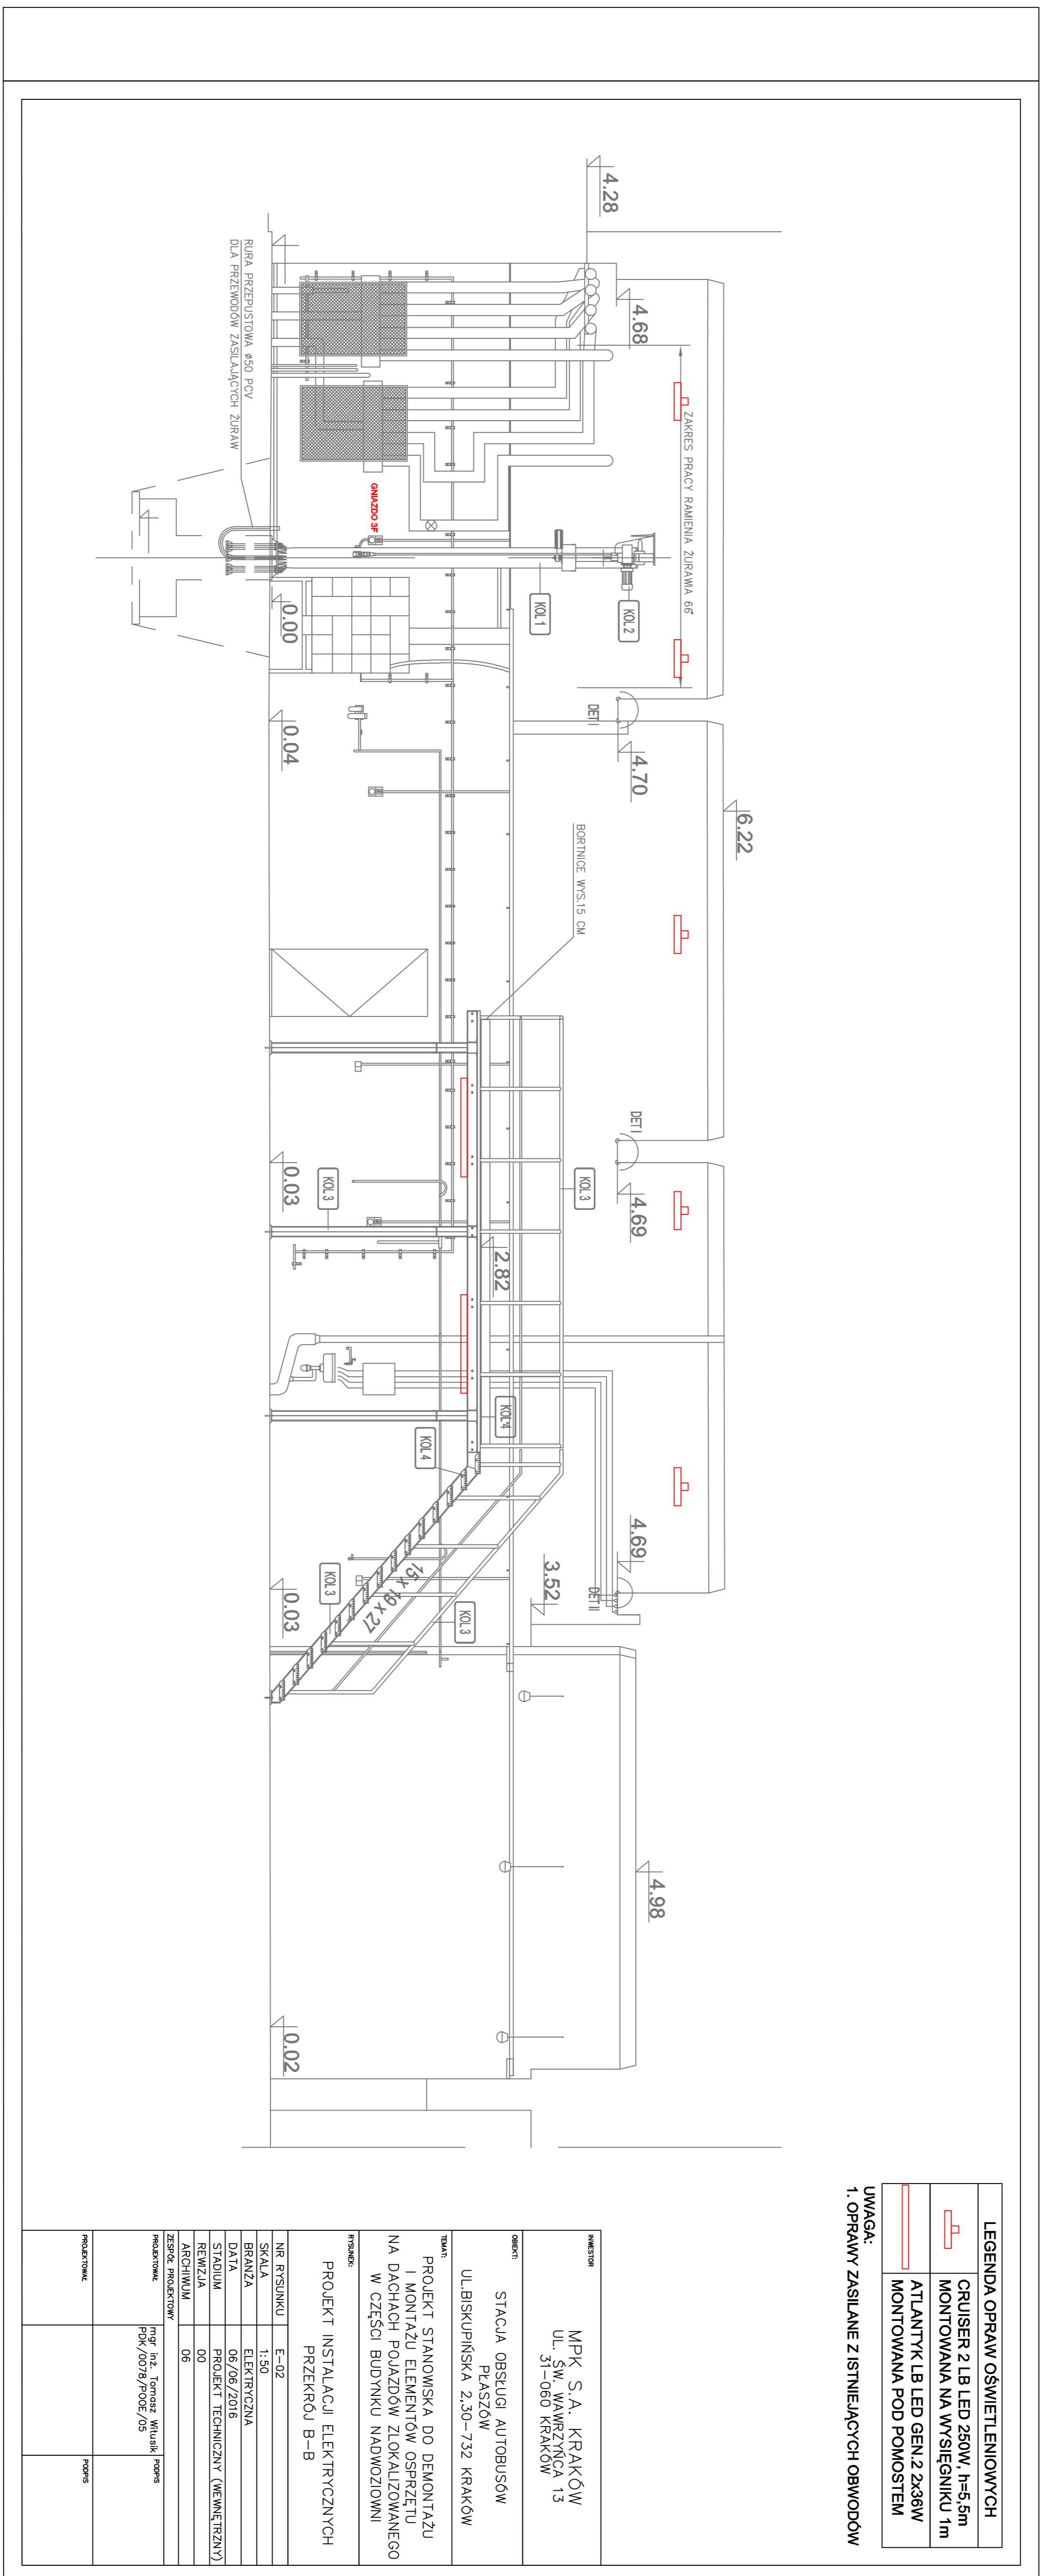 4.28
4.68
ZAKRES PRACY RAMIENIA ŻURAWIA 66°
KOL 2
KOL 1
GNIAZDO 3F
RURA PRZEPUSTOWA ø50 PCV
DLA PRZEWODÓW ZASILAJĄCYCH ŻURAW
0.00
DET I
4.70
0.04
6.22
BORTNICE WYS.15 CM
DET I
4.69
KOL 3
0.03
KOL 3
2.82
KOL 4
KOL 4
4.69
DET II
3.52
15 x 19 x 27
KOL 3
KOL 3
0.03
4.98
0.02
LEGENDA OPRAW OŚWIETLENIOWYCH
CRUISER 2 LB LED 250W, h=5,5m
MONTOWANA NA WYSIĘGNIKU 1m
ATLANTYK LB LED GEN.2 2x36W
MONTOWANA POD POMOSTEM
UWAGA:
1. OPRAWY ZASILANE Z ISTNIEJĄCYCH OBWODÓW
INWESTOR
MPK S.A. KRAKÓW
UL. ŚW. WAWRZYŃCA 13
31-060 KRAKÓW
OBIEKT:
STACJA OBSŁUGI AUTOBUSÓW
PŁASZÓW
UL.BISKUPIŃSKA 2,30-732 KRAKÓW
TEMAT:
PROJEKT STANOWISKA DO DEMONTAŻU
I MONTAŻU ELEMENTÓW OSPRZĘTU
NA DACHACH POJAZDÓW ZLOKALIZOWANEGO
W CZĘŚCI BUDYNKU NADWOZIOWNI
RYSUNEK:
PROJEKT INSTALACJI ELEKTRYCZNYCH
PRZEKRÓJ B-B
NR RYSUNKU E-02
SKALA 1:50
BRANŻA ELEKTRYCZNA
DATA 06/06/2016
STADIUM PROJEKT TECHNICZNY (WEWNĘTRZNY)
REWIZJA 00
ARCHIWUM 06
ZESPÓŁ PROJEKTOWY
PROJEKTOWAŁ mgr inż. Tomasz Witusik PODPIS
PDK/0078/POOE/05
PROJEKTOWAŁ PODPIS